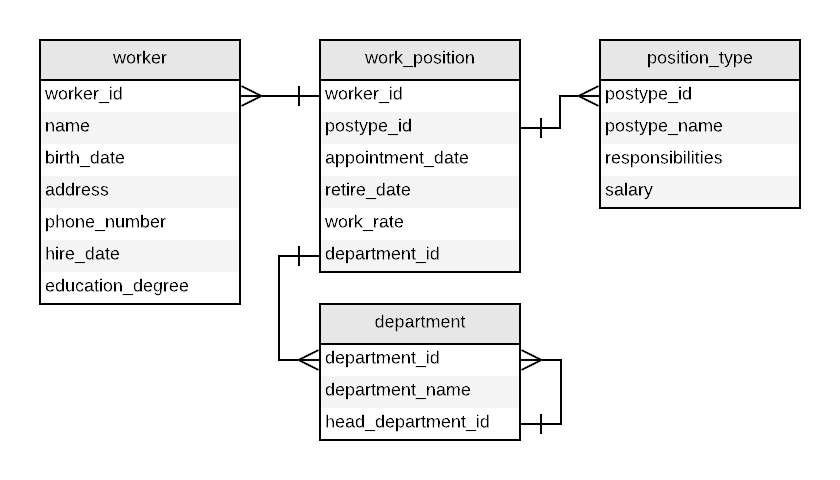 worker
worker_id
name
birth_date
address
phone_number
hire_date
education_degree
work_position
worker_id
postype_id
appointment_date
retire_date
work_rate
department_id
position_type
postype_id
postype_name
responsibilities
salary
department
department_id
department_name
head_department_id